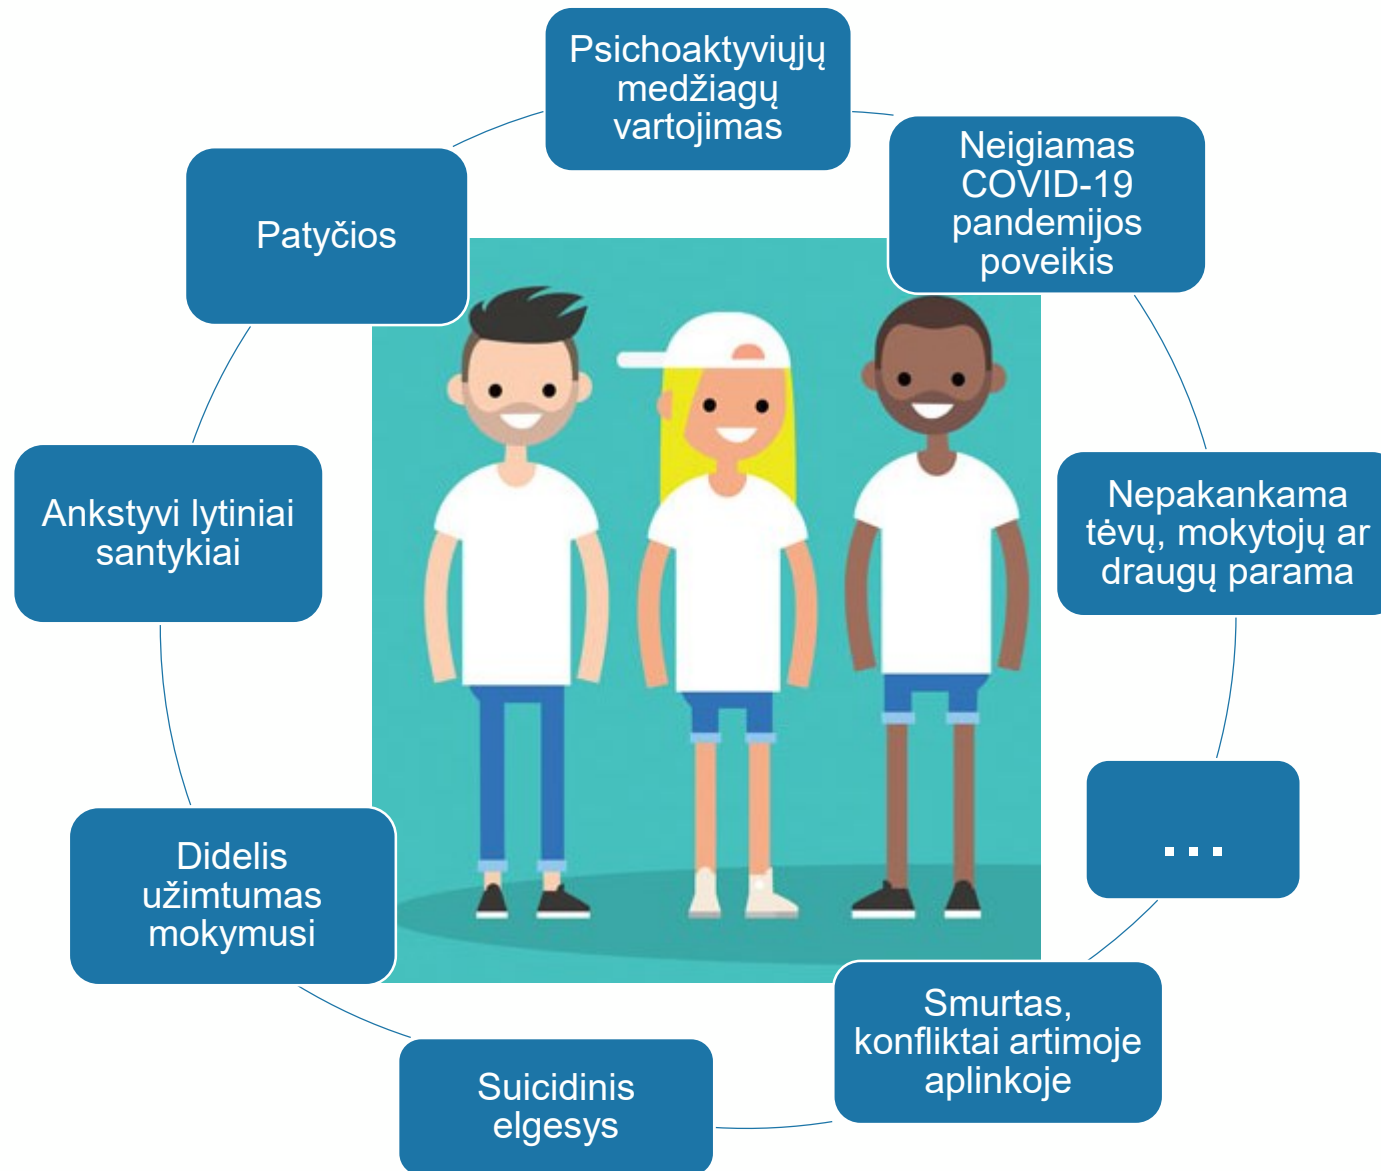 Psichoaktyviųjų
medžiagų
vartojimas
Neigiamas
COVID-19
pandemijos
poveikis
Nepakankama
tėvų, mokytojų ar
draugų parama
...
Smurtas,
konfliktai artimoje
aplinkoje
Suicidinis
elgesys
Didelis
užimtumas
mokymusi
Ankstyvi lytiniai
santykiai
Patyčios